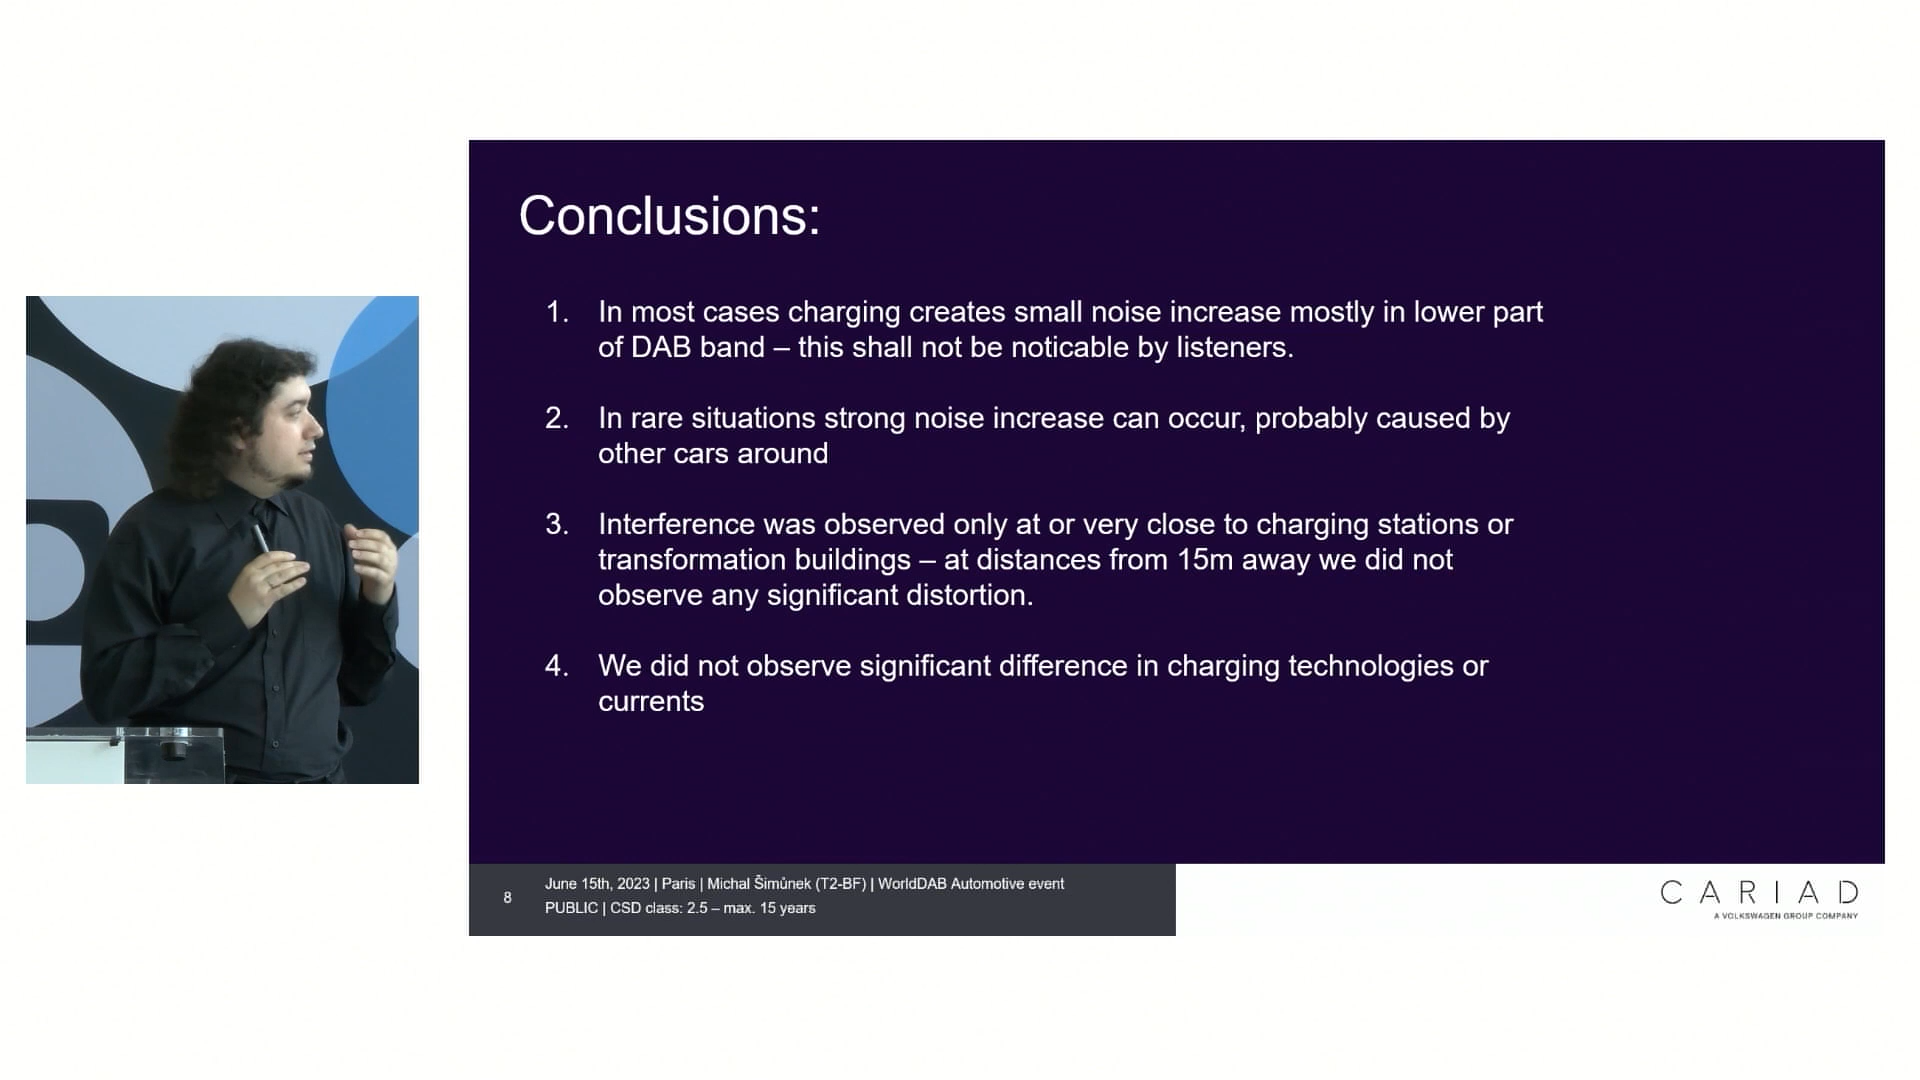 Conclusions:
1. In most cases charging creates small noise increase mostly in lower part
of DAB band – this shall not be noticable by listeners.
2. In rare situations strong noise increase can occur, probably caused by
other cars around
3. Interference was observed only at or very close to charging stations or
transformation buildings – at distances from 15m away we did not
observe any significant distortion.
4. We did not observe significant difference in charging technologies or
currents
8
June 15th, 2023 | Paris | Michal Šimůnek (T2-BF) | WorldDAB Automotive event
PUBLIC | CSD class: 2.5 – max. 15 years
CARIAD
A VOLKSWAGEN GROUP COMPANY